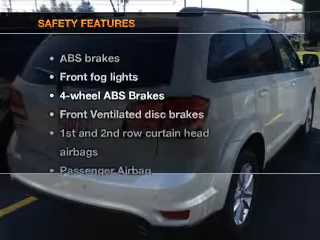 SAFETY FEATURES
• ABS brakes
• Front fog lights
• 4-wheel ABS Brakes
• Front Ventilated disc brakes
• 1st and 2nd row curtain head
airbags
• Passenger Airbag